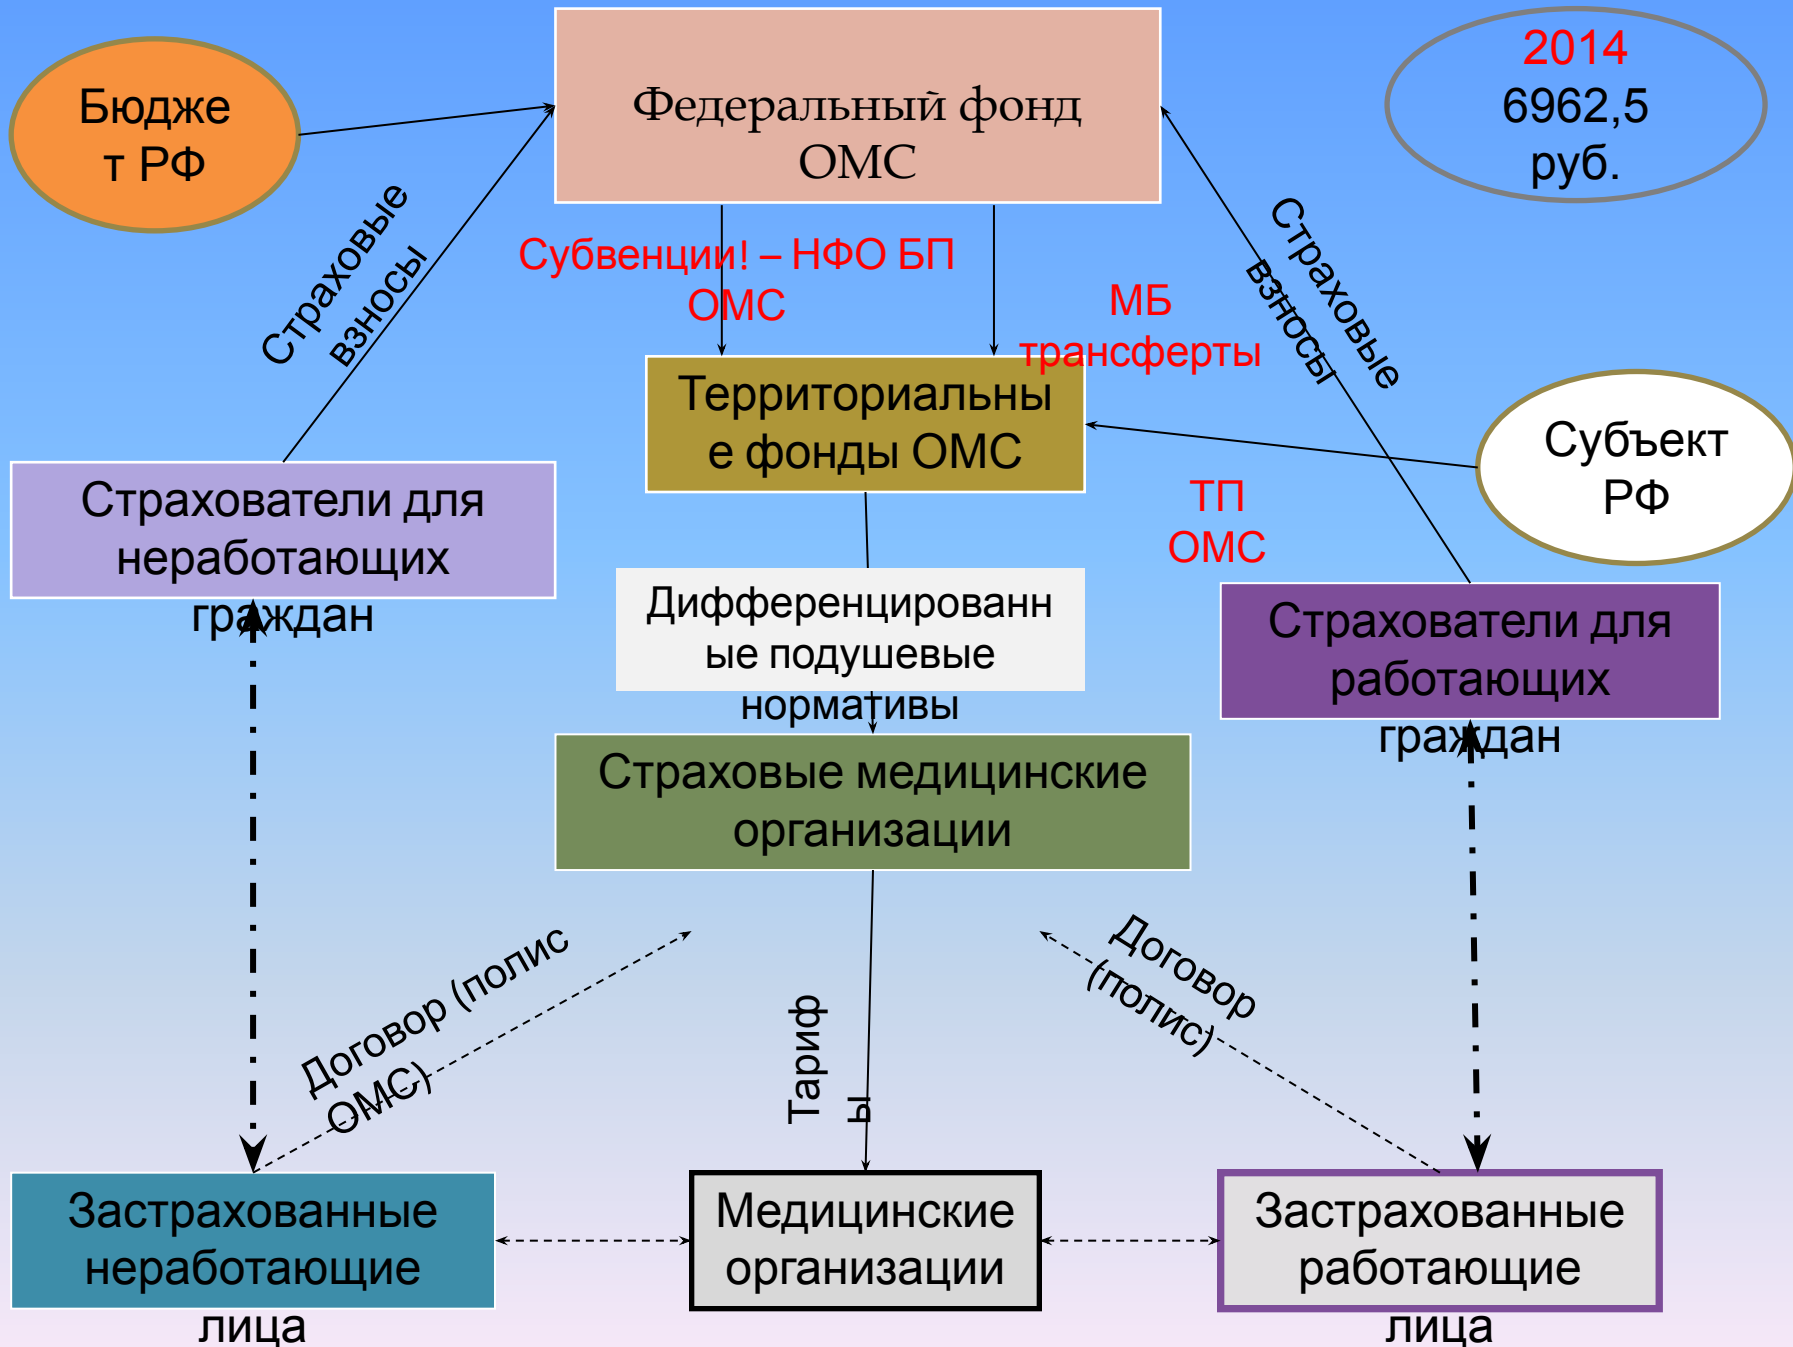 Бюдже
т РФ
Федеральный фонд
ОМС
2014
6962,5
руб.
Страховые
взносы
Субвенции! – НФО БП
ОМС
МБ
трансферты
Страховые
взносы
Территориальны
е фонды ОМС
Субъект
РФ
Страхователи для
неработающих
граждан
ТП
ОМС
Дифференцированн
ые подушевые
нормативы
Страхователи для
работающих
граждан
Страховые медицинские
организации
Договор (полис
ОМС)
Тариф
ы
Договор
(полис)
Застрахованные
неработающие
лица
Медицинские
организации
Застрахованные
работающие
лица